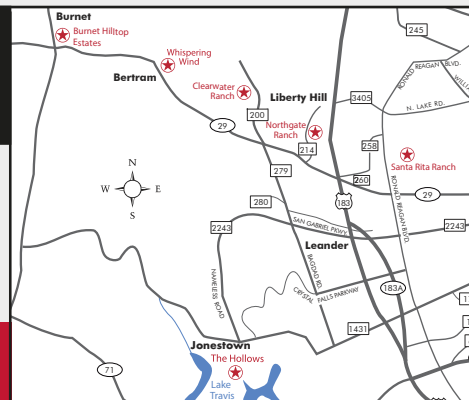 Burnet
Burnet Hilltop
Estates
245
Whispering
Wind
Bertram
RONALD REAGAN BLVD.
Clearwater
Ranch
Liberty Hill
3405
N. LAKE RD.
200
29
Northgate
Ranch
214
258
Santa Rita Ranch
279
260
N
W E
S
280
183
29
RONALD REAGAN BLVD.
2243
SAN GABRIEL PKWY.
2243
Leander
BAGDAD RD.
NAMELESS ROAD
CRYSTAL FALLS PARKWAY
183A
1431
Jonestown
The Hollows
71
Lake
Travis